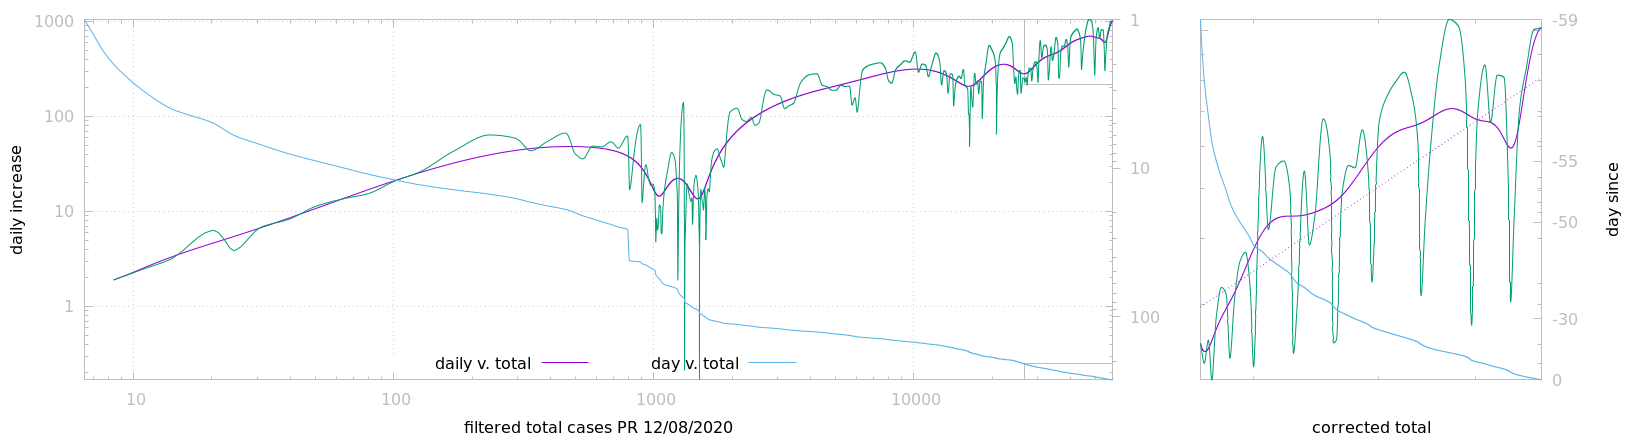 1000
100
10
1
daily increase
10
100
1000
10000
filtered total cases PR 12/08/2020
daily v. total
day v. total
1
10
100
-59
-55
-50
-30
0
day since
corrected total